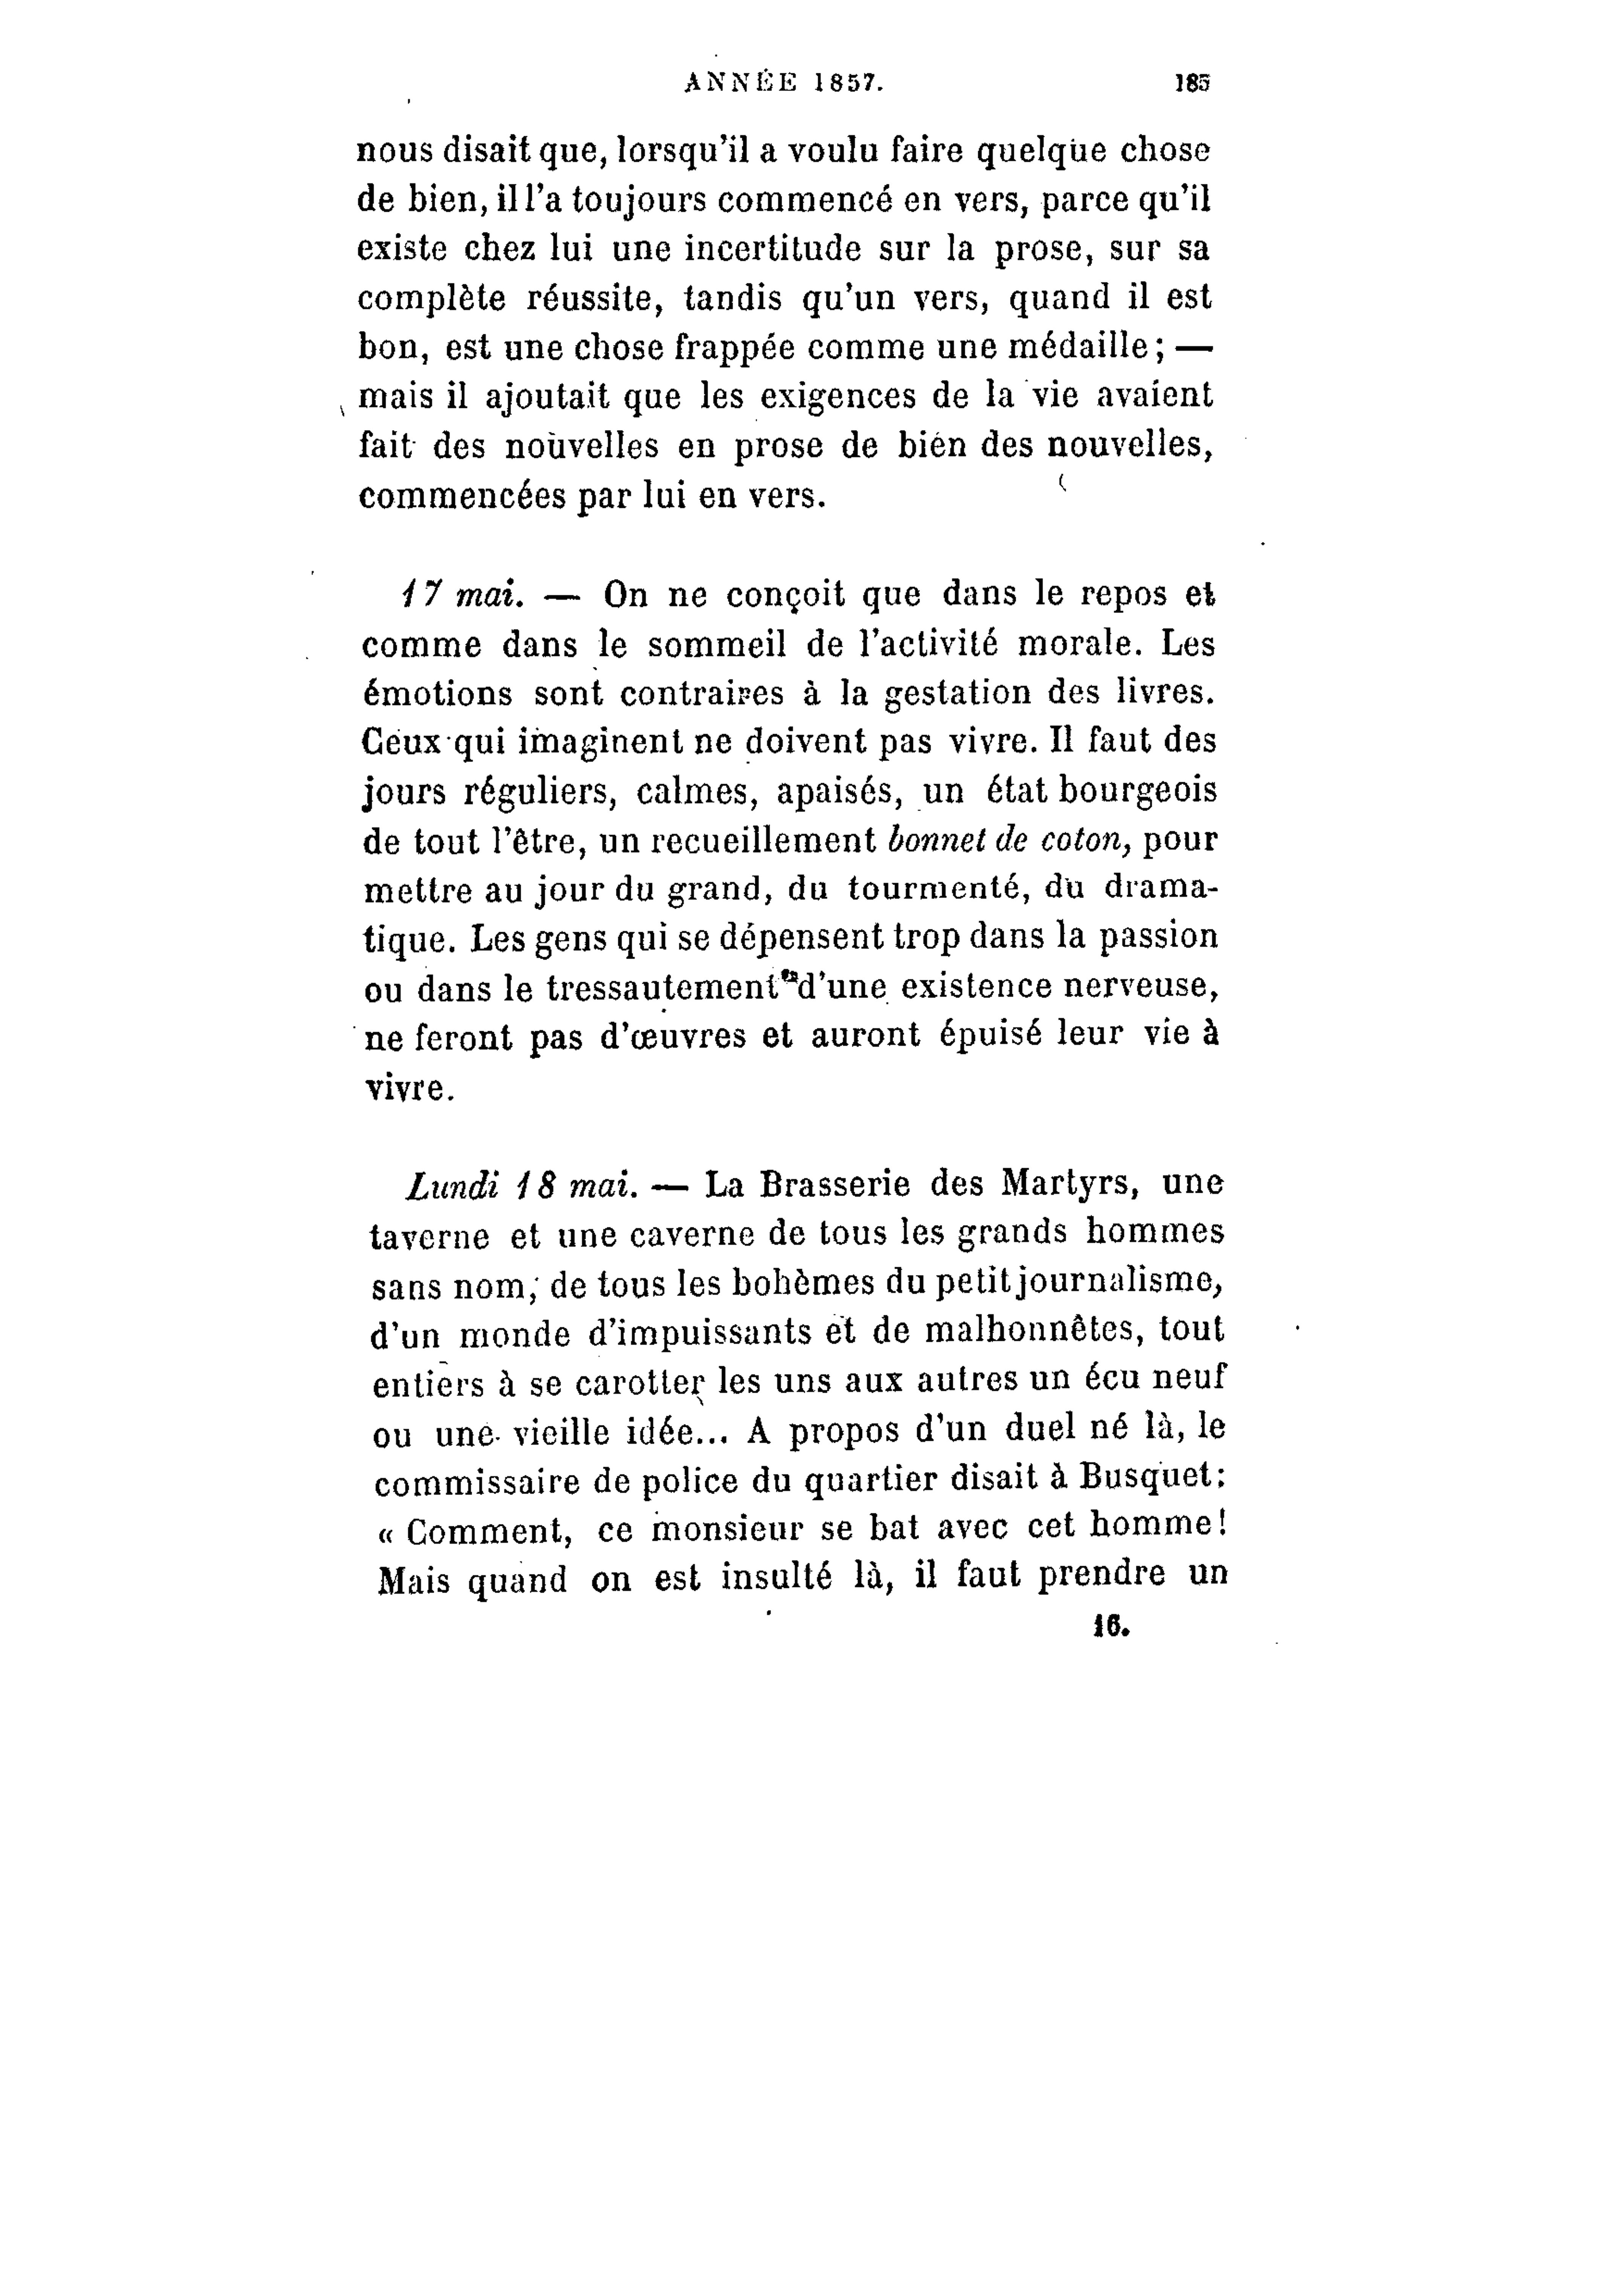 ANNÉE 1857. 185
nous disait que, lorsqu'il a voulu faire quelque chose
de bien, il l'a toujours commencé en vers, parce qu'il
existe chez lui une incertitude sur la prose, sur sa
complète réussite, tandis qu'un vers, quand il est
bon, est une chose frappée comme une médaille; —
mais il ajoutait que les exigences de la vie avaient
fait des nouvelles en prose de bien des nouvelles,
commencées par lui en vers.
17 mai. — On ne conçoit que dans le repos et
comme dans le sommeil de l'activité morale. Les
émotions sont contraires à la gestation des livres.
Ceux qui imaginent ne doivent pas vivre. Il faut des
jours réguliers, calmes, apaisés, un état bourgeois
de tout l'être, un recueillement bonnet de coton, pour
mettre au jour du grand, du tourmenté, du drama-
tique. Les gens qui se dépensent trop dans la passion
ou dans le tressautement d'une existence nerveuse,
ne feront pas d'œuvres et auront épuisé leur vie à
vivre.
Lundi 18 mai. — La Brasserie des Martyrs, une
taverne et une caverne de tous les grands hommes
sans nom, de tous les bohèmes du petit journalisme,
d'un monde d'impuissants et de malhonnêtes, tout
entiers à se carotter les uns aux autres un écu neuf
ou une vieille idée... A propos d'un duel né là, le
commissaire de police du quartier disait à Busquet:
« Comment, ce monsieur se bat avec cet homme!
Mais quand on est insulté là, il faut prendre un
16.